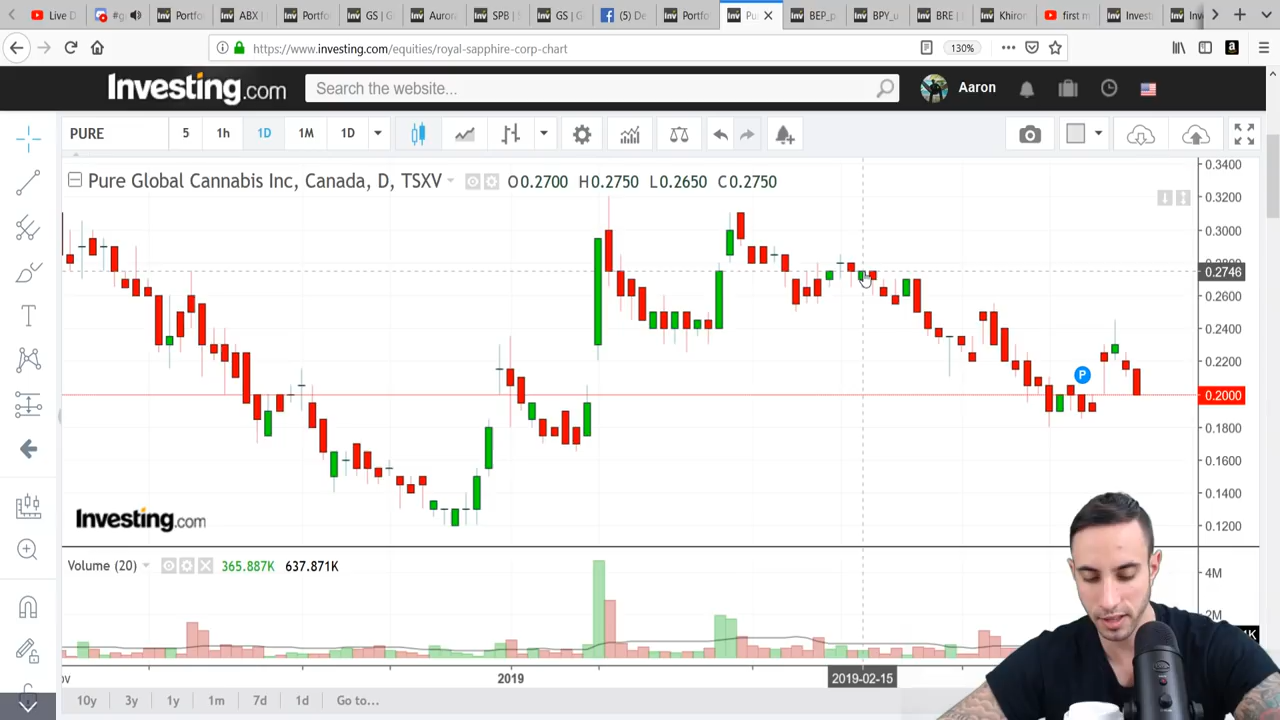 Live D
#g
Portfo
ABX |
Portfo
GS | G
Aurora
SPB |
GS | G
(5) De
Portfo
Pu
BEP_p
BPY_u
BRE |
Khiron
first m
Investi
Inv
https://www.investing.com/equities/royal-sapphire-corp-chart
130%
Investing.com
Search the website...
Aaron
PURE
5
1h
1D
1M
1D
Pure Global Cannabis Inc, Canada, D, TSXV
O0.2700 H0.2750 L0.2650 C0.2750
0.3400
0.3200
0.3000
0.2746
0.2600
0.2400
0.2200
P
0.2000
0.1800
0.1600
0.1400
0.1200
Investing.com
Volume (20)
365.887K
637.871K
4M
2M
2019
2019-02-15
10y
3y
1y
1m
7d
1d
Go to...